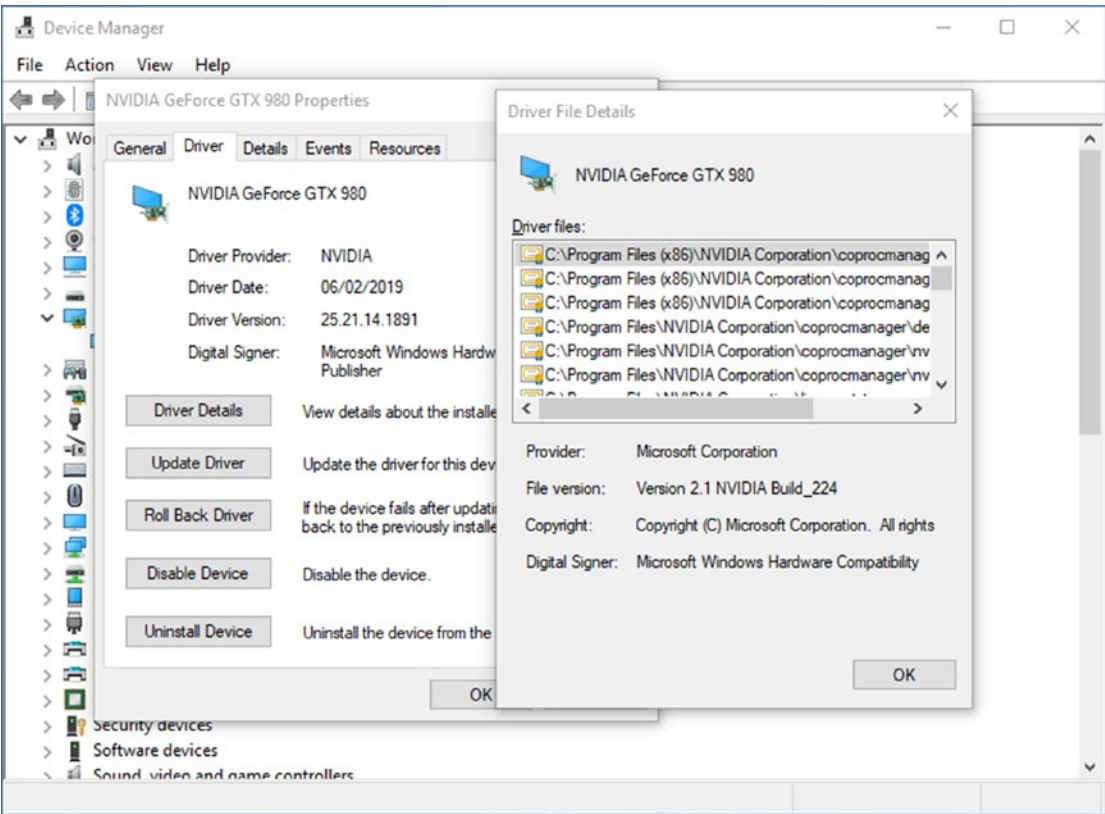 Device Manager
File Action View Help
NVIDIA GeForce GTX 980 Properties
General Driver Details Events Resources
NVIDIA GeForce GTX 980
Driver Provider: NVIDIA
Driver Date: 06/02/2019
Driver Version: 25.21.14.1891
Digital Signer: Microsoft Windows Hardw
Publisher
Driver Details View details about the installe
Update Driver Update the driver for this dev
Roll Back Driver If the device fails after updati
back to the previously installe
Disable Device Disable the device.
Uninstall Device Uninstall the device from the
OK
Driver File Details
NVIDIA GeForce GTX 980
Driver files:
C:\Program Files (x86)\NVIDIA Corporation\coprocmanag
C:\Program Files (x86)\NVIDIA Corporation\coprocmanag
C:\Program Files (x86)\NVIDIA Corporation\coprocmanag
C:\Program Files\NVIDIA Corporation\coprocmanager\de
C:\Program Files\NVIDIA Corporation\coprocmanager\nv
C:\Program Files\NVIDIA Corporation\coprocmanager\nv
Provider: Microsoft Corporation
File version: Version 2.1 NVIDIA Build_224
Copyright: Copyright (C) Microsoft Corporation. All rights
Digital Signer: Microsoft Windows Hardware Compatibility
OK
Wor
Security devices
Software devices
Sound, video and game controllers